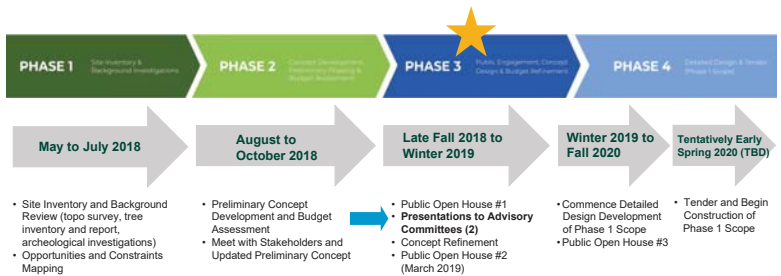 PHASE 1
Site Inventory &
Background Investigations
PHASE 2
Concept Development,
Preliminary Phasing &
Budget Assessment
PHASE 3
Public Engagement, Concept
Design & Budget Refinement
PHASE 4
Detailed Design & Tender
(Phase 1 Scope)
May to July 2018
August to
October 2018
Late Fall 2018 to
Winter 2019
Winter 2019 to
Fall 2020
Tentatively Early
Spring 2020 (TBD)
• Site Inventory and Background
Review (topo survey, tree
inventory and report,
archeological investigations)
• Opportunities and Constraints
Mapping
• Preliminary Concept
Development and Budget
Assessment
• Meet with Stakeholders and
Updated Preliminary Concept
• Public Open House #1
• Presentations to Advisory
Committees (2)
• Concept Refinement
• Public Open House #2
(March 2019)
• Commence Detailed
Design Development
of Phase 1 Scope
• Public Open House #3
• Tender and Begin
Construction of
Phase 1 Scope